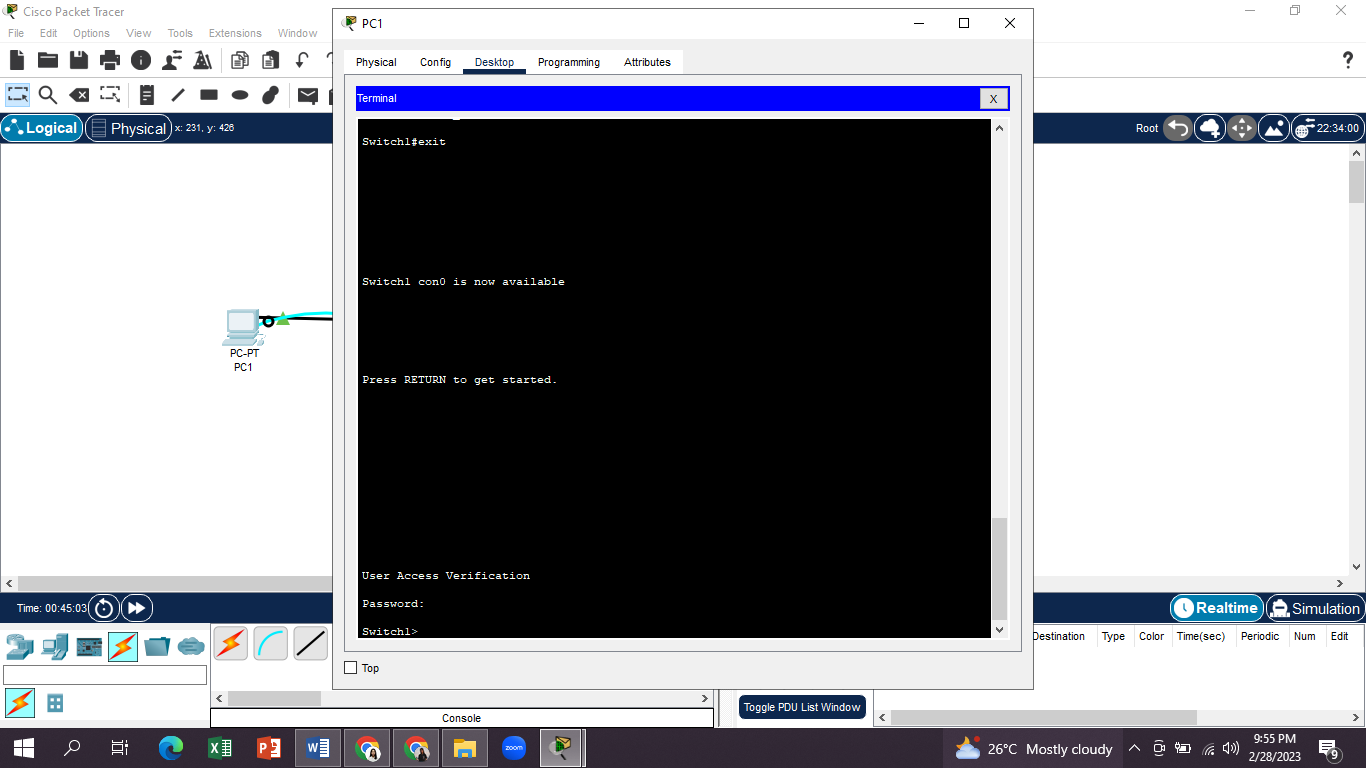 Cisco Packet Tracer
File Edit Options View Tools Extensions Window
?
Logical Physical x: 231, y: 426
Root 22:34:00
PC-PT
PC1
PC1
Physical Config Desktop Programming Attributes
Terminal X
Switch1#exit
Switch1 con0 is now available
Press RETURN to get started.
User Access Verification
Password:
Switch1>
Top
Time: 00:45:03
Realtime Simulation
Destination Type Color Time(sec) Periodic Num Edit
Console
Toggle PDU List Window
zoom
26°C Mostly cloudy
9:55 PM
2/28/2023
9